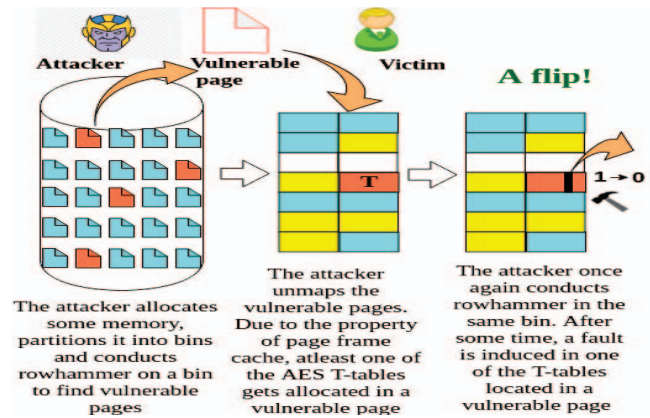 Attacker
Vulnerable
page
Victim
A flip!
T
1→0
The attacker allocates
some memory,
partitions it into bins
and conducts
rowhammer on a bin
to find vulnerable
pages
The attacker
unmaps the
vulnerable pages.
Due to the property
of page frame
cache, atleast one of
the AES T-tables
gets allocated in a
vulnerable page
The attacker once
again conducts
rowhammer in the
same bin. After
some time, a fault
is induced in one
of the T-tables
located in a
vulnerable page